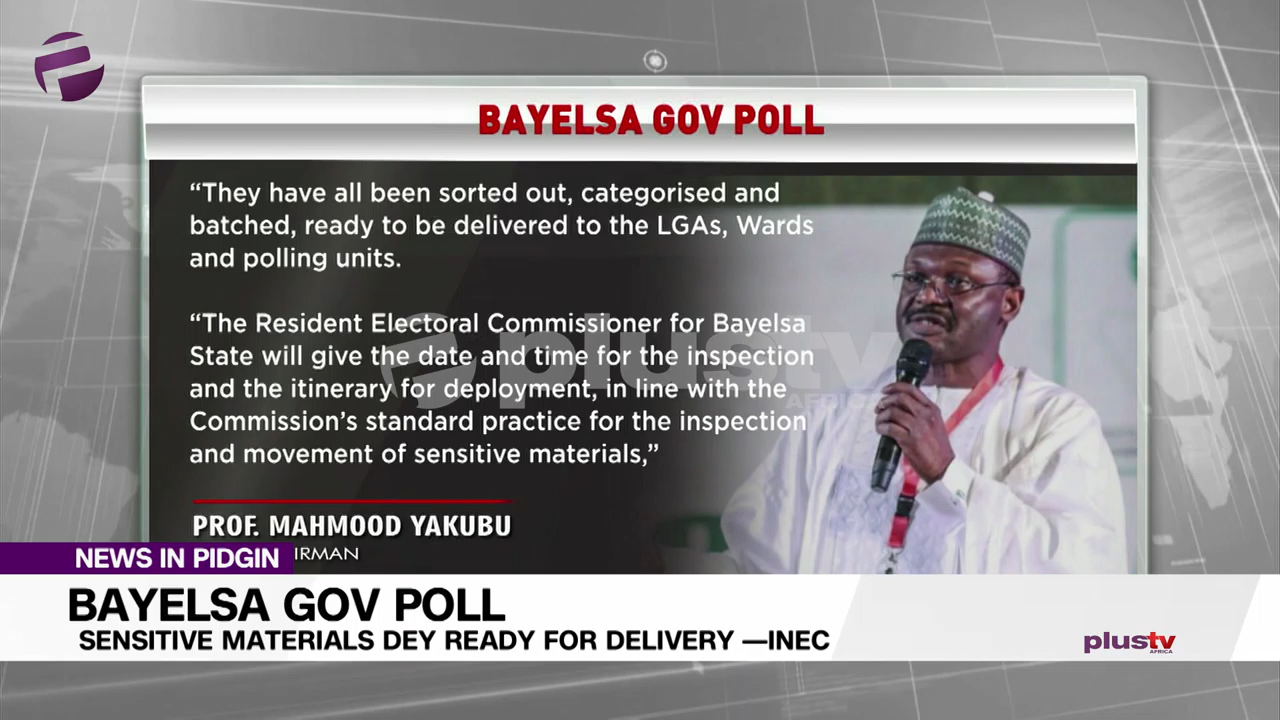 BAYELSA GOV POLL
“They have all been sorted out, categorised and
batched, ready to be delivered to the LGAs, Wards
and polling units.
“The Resident Electoral Commissioner for Bayelsa
State will give the date and time for the inspection
and the itinerary for deployment, in line with the
Commission’s standard practice for the inspection
and movement of sensitive materials,”
plustv
AFRICA
PROF. MAHMOOD YAKUBU
IRMAN
NEWS IN PIDGIN
BAYELSA GOV POLL
SENSITIVE MATERIALS DEY READY FOR DELIVERY —INEC
plustv
AFRICA